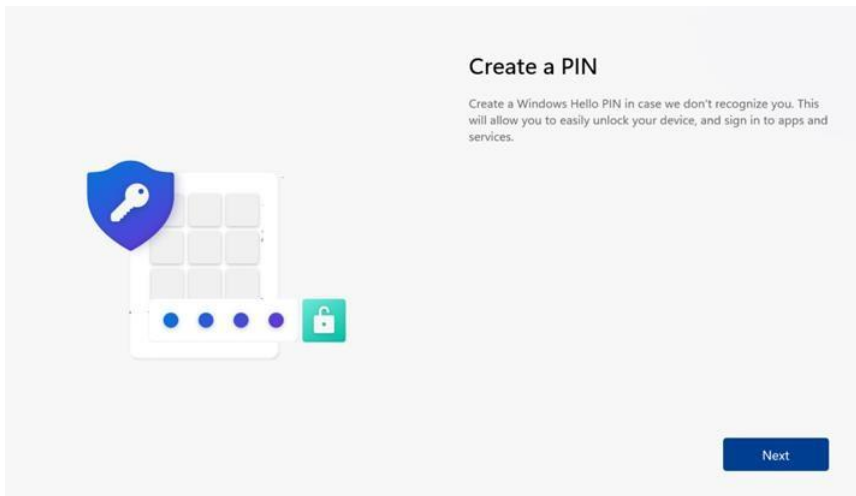 Create a PIN
Create a Windows Hello PIN in case we don't recognize you. This
will allow you to easily unlock your device, and sign in to apps and
services.
Next